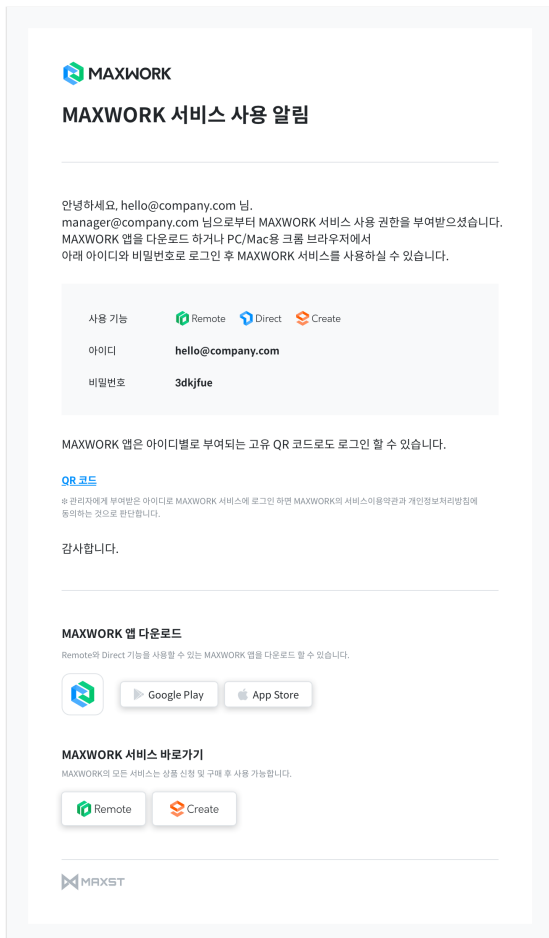 MAXWORK
MAXWORK 서비스 사용 알림
안녕하세요, hello@company.com 님.
manager@company.com 님으로부터 MAXWORK 서비스 사용 권한을 부여받으셨습니다.
MAXWORK 앱을 다운로드 하거나 PC/Mac용 크롬 브라우저에서
아래 아이디와 비밀번호로 로그인 후 MAXWORK 서비스를 사용하실 수 있습니다.
사용 기능 Remote Direct Create
아이디 hello@company.com
비밀번호 3dkjfue
MAXWORK 앱은 아이디별로 부여되는 고유 QR 코드로도 로그인 할 수 있습니다.
QR 코드
※ 관리자에게 부여받은 아이디로 MAXWORK 서비스에 로그인 하면 MAXWORK의 서비스이용약관과 개인정보처리방침에
동의하는 것으로 판단합니다.
감사합니다.
MAXWORK 앱 다운로드
Remote와 Direct 기능을 사용할 수 있는 MAXWORK 앱을 다운로드 할 수 있습니다.
Google Play App Store
MAXWORK 서비스 바로가기
MAXWORK의 모든 서비스는 상품 신청 및 구매 후 사용 가능합니다.
Remote Create
MAXST